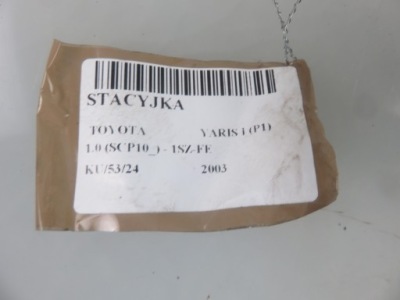 STACYJKA
TOYOTA YARIS I (P1)
1.0 (SCP10_) - 1SZ-FE
KU/53/24 2003